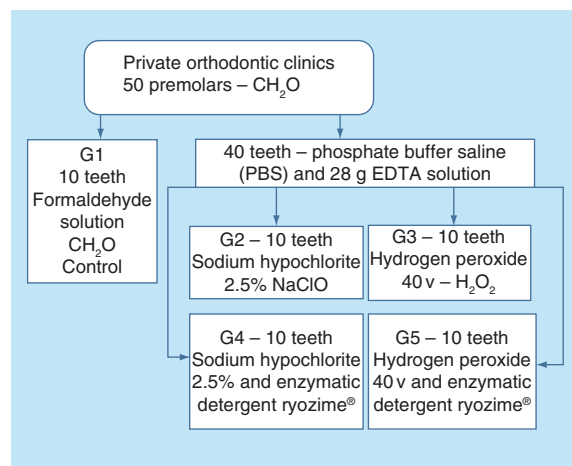 Private orthodontic clinics
50 premolars – CH₂O
G1
10 teeth
Formaldehyde
solution
CH₂O
Control
40 teeth – phosphate buffer saline
(PBS) and 28 g EDTA solution
G2 – 10 teeth
Sodium hypochlorite
2.5% NaClO
G3 – 10 teeth
Hydrogen peroxide
40 v – H₂O₂
G4 – 10 teeth
Sodium hypochlorite
2.5% and enzymatic
detergent ryozime®
G5 – 10 teeth
Hydrogen peroxide
40 v and enzymatic
detergent ryozime®